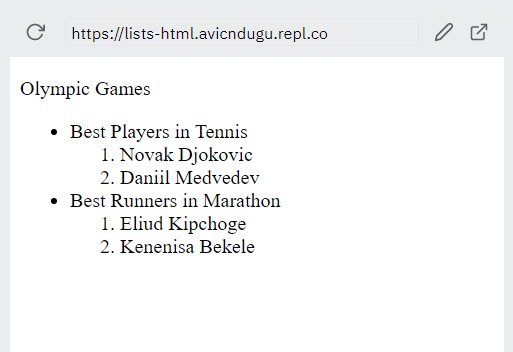 https://lists-html.avicndugu.repl.co
Olympic Games
• Best Players in Tennis
1. Novak Djokovic
2. Daniil Medvedev
• Best Runners in Marathon
1. Eliud Kipchoge
2. Kenenisa Bekele